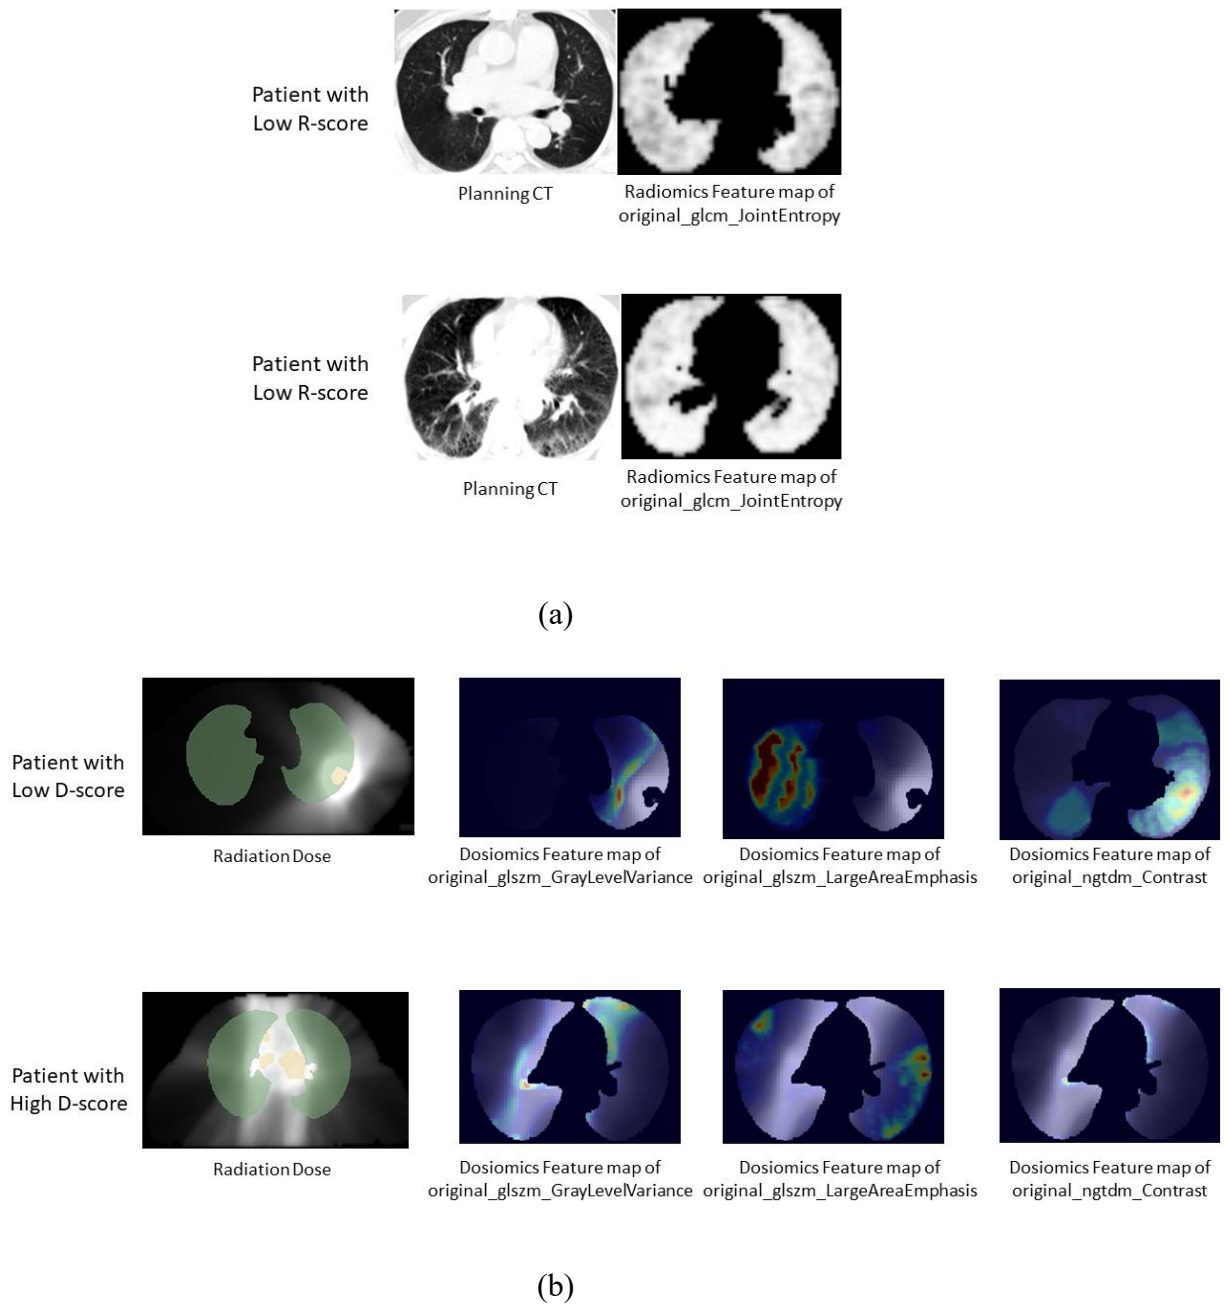 Patient with
Low R-score
Planning CT
Radiomics Feature map of
original_glcm_JointEntropy
Patient with
Low R-score
Planning CT
Radiomics Feature map of
original_glcm_JointEntropy
(a)
Patient with
Low D-score
Radiation Dose
Dosiomics Feature map of
original_glszm_GrayLevelVariance
Dosiomics Feature map of
original_glszm_LargeAreaEmphasis
Dosiomics Feature map of
original_ngtdm_Contrast
Patient with
High D-score
Radiation Dose
Dosiomics Feature map of
original_glszm_GrayLevelVariance
Dosiomics Feature map of
original_glszm_LargeAreaEmphasis
Dosiomics Feature map of
original_ngtdm_Contrast
(b)